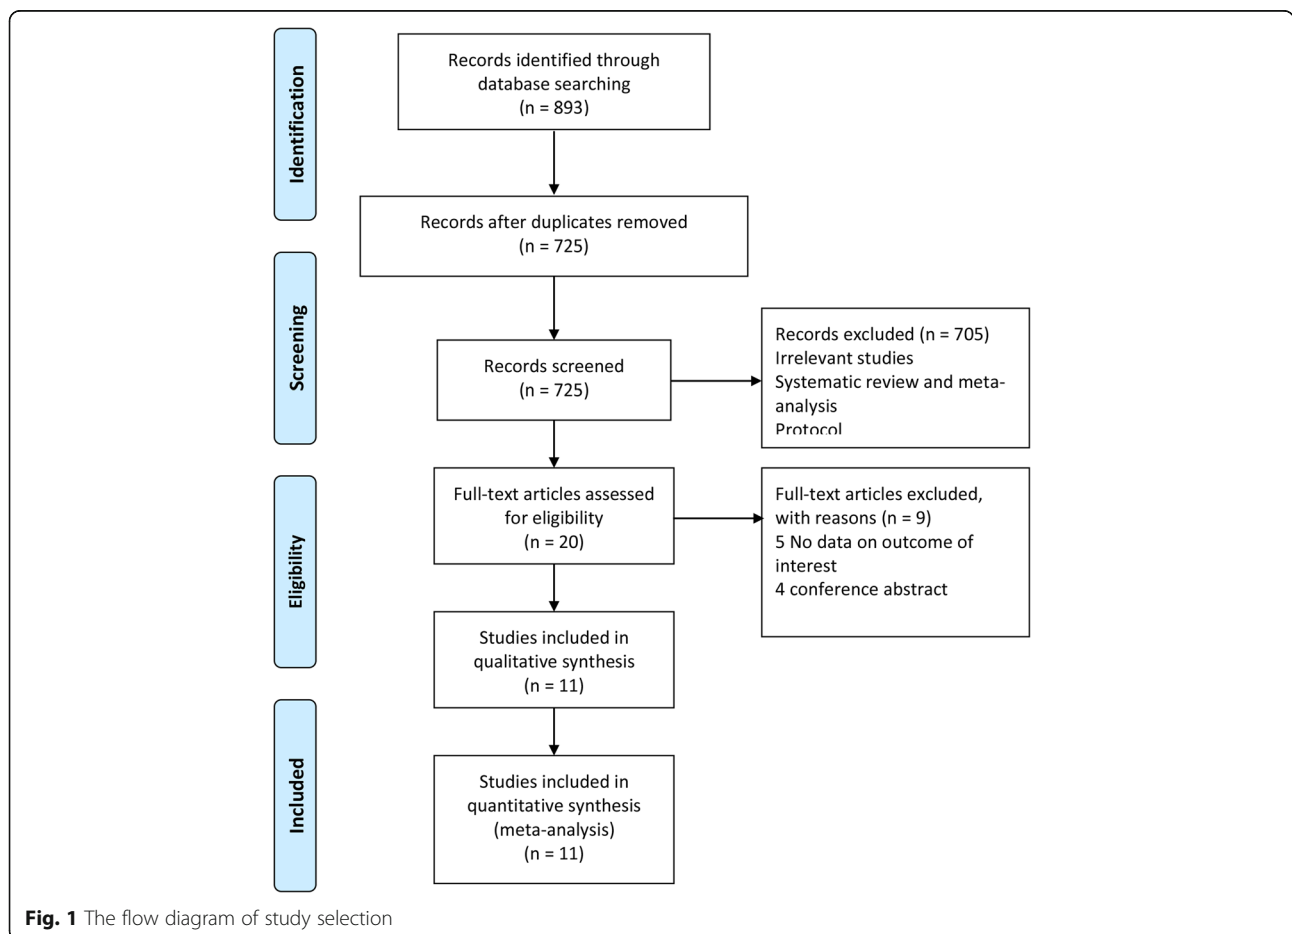 Identification
Records identified through
database searching
(n = 893)
Records after duplicates removed
(n = 725)
Screening
Records screened
(n = 725)
Records excluded (n = 705)
Irrelevant studies
Systematic review and meta-
analysis
Protocol
Eligibility
Full-text articles assessed
for eligibility
(n = 20)
Full-text articles excluded,
with reasons (n = 9)
5 No data on outcome of
interest
4 conference abstract
Studies included in
qualitative synthesis
(n = 11)
Included
Studies included in
quantitative synthesis
(meta-analysis)
(n = 11)
Fig. 1 The flow diagram of study selection